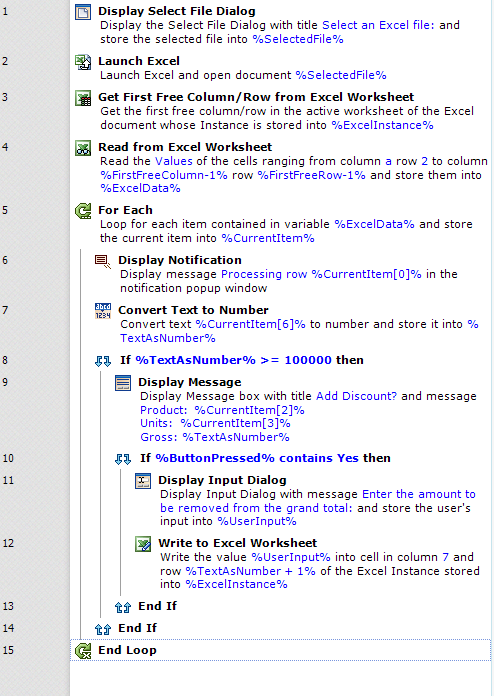 1 Display Select File Dialog
Display the Select File Dialog with title Select an Excel file: and
store the selected file into %SelectedFile%
2 Launch Excel
Launch Excel and open document %SelectedFile%
3 Get First Free Column/Row from Excel Worksheet
Get the first free column/row in the active worksheet of the Excel
document whose Instance is stored into %ExcelInstance%
4 Read from Excel Worksheet
Read the Values of the cells ranging from column a row 2 to column
%FirstFreeColumn-1% row %FirstFreeRow-1% and store them into
%ExcelData%
5 For Each
Loop for each item contained in variable %ExcelData% and store
the current item into %CurrentItem%
6 Display Notification
Display message Processing row %CurrentItem[0]% in the
notification popup window
7 Convert Text to Number
Convert text %CurrentItem[6]% to number and store it into %
TextAsNumber%
8 If %TextAsNumber% >= 100000 then
9 Display Message
Display Message box with title Add Discount? and message
Product: %CurrentItem[2]%
Units: %CurrentItem[3]%
Gross: %TextAsNumber%
10 If %ButtonPressed% contains Yes then
11 Display Input Dialog
Display Input Dialog with message Enter the amount to
be removed from the grand total: and store the user's
input into %UserInput%
12 Write to Excel Worksheet
Write the value %UserInput% into cell in column 7 and
row %TextAsNumber + 1% of the Excel Instance stored
into %ExcelInstance%
13 End If
14 End If
15 End Loop